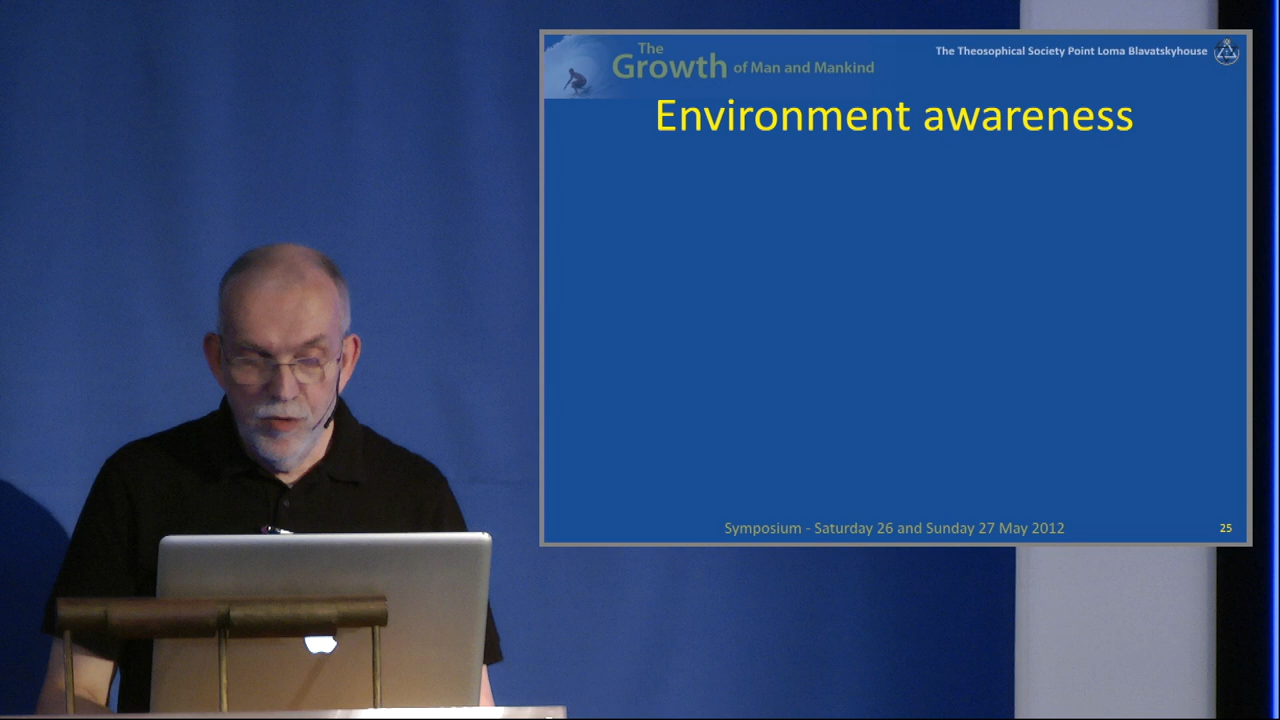 The
Growth of Man and Mankind
The Theosophical Society Point Loma Blavatskyhouse
Environment awareness
Symposium - Saturday 26 and Sunday 27 May 2012
25